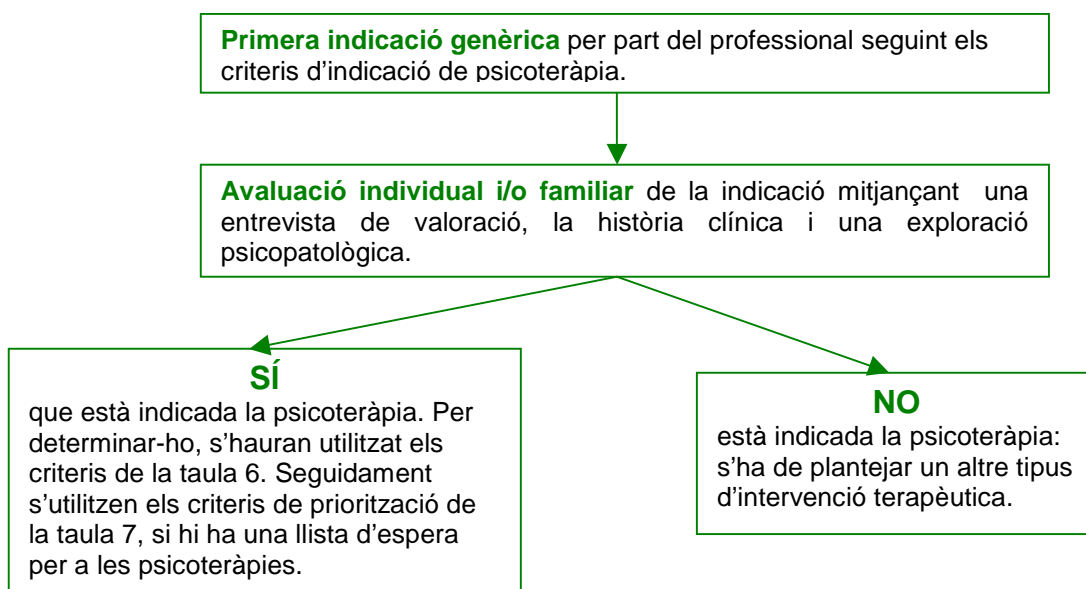 Primera indicació genèrica per part del professional seguint els
criteris d’indicació de psicoteràpia.
Avaluació individual i/o familiar de la indicació mitjançant una
entrevista de valoració, la història clínica i una exploració
psicopatològica.
SÍ
que està indicada la psicoteràpia. Per
determinar-ho, s’hauran utilitzat els
criteris de la taula 6. Seguidament
s’utilitzen els criteris de priorització de
la taula 7, si hi ha una llista d’espera
per a les psicoteràpies.
NO
està indicada la psicoteràpia:
s’ha de plantejar un altre tipus
d’intervenció terapèutica.